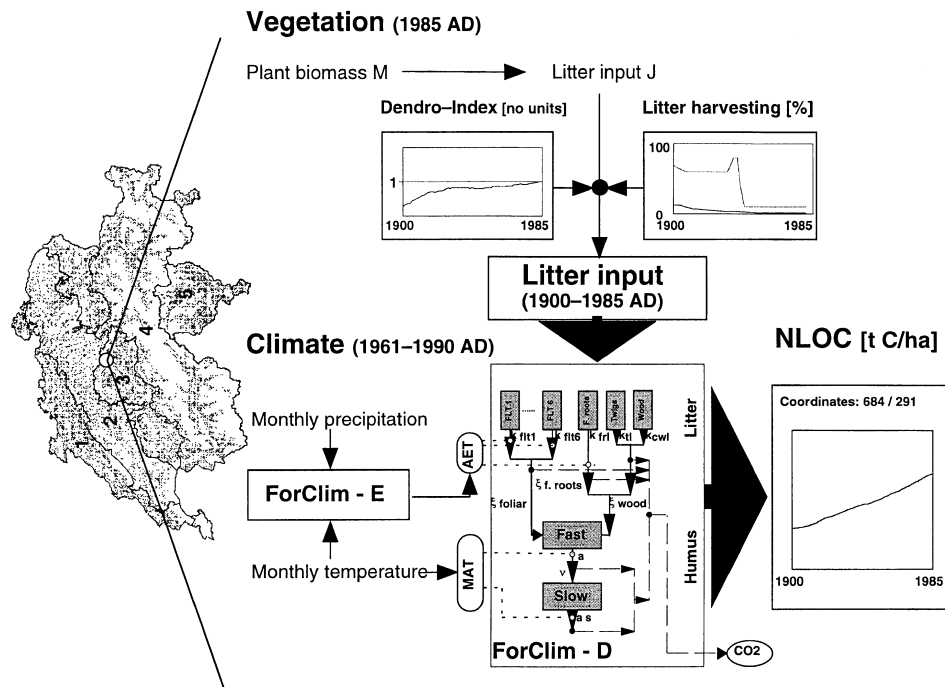 Vegetation (1985 AD)
Plant biomass M
Litter input J
Dendro–Index [no units]
1
1900
1985
Litter harvesting [%]
100
0
1900
1985
Litter input
(1900–1985 AD)
Climate (1961–1990 AD)
NLOC [t C/ha]
Coordinates: 684 / 291
1900
1985
Monthly precipitation
ForClim - E
Monthly temperature
AET
MAT
FLT 1
......
FLT 6
F. roots
Twigs
Wood
k flt1
k flt6
k frl
ktl
kcwl
Litter
ξ foliar
ξ f. roots
ξ wood
Fast
a
ν
Slow
a s
Humus
ForClim - D
CO2
1
2
3
4
5